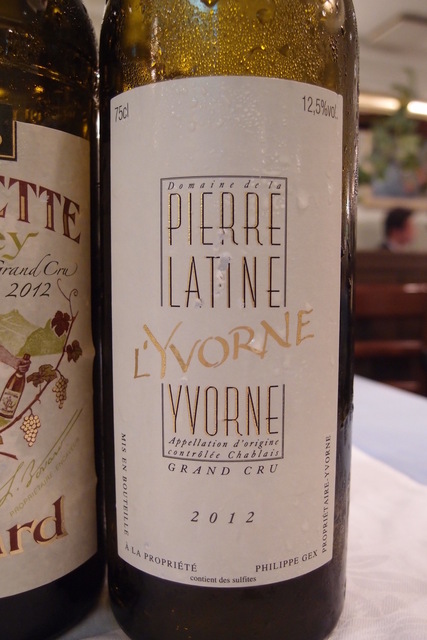 75cl
12,5%vol.
Domaine de la
PIERRE
LATINE
L'YVORNE
YVORNE
Appellation d'origine
contrôlée Chablais
GRAND CRU
2012
MIS EN BOUTEILLE
À LA PROPRIÉTÉ
PHILIPPE GEX
PROPRIÉTAIRE-YVORNE
contient des sulfites
ETTE
ey
Grand Cru
2012
ard